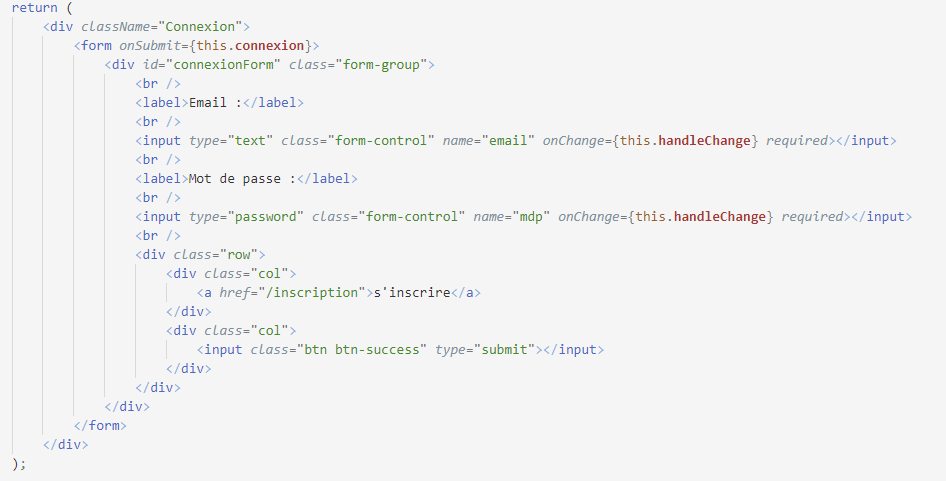 return (
<div className="Connexion">
<form onSubmit={this.connexion}>
<div id="connexionForm" class="form-group">
<br />
<label>Email :</label>
<br />
<input type="text" class="form-control" name="email" onChange={this.handleChange} required></input>
<br />
<label>Mot de passe :</label>
<br />
<input type="password" class="form-control" name="mdp" onChange={this.handleChange} required></input>
<br />
<div class="row">
<div class="col">
<a href="/inscription">s'inscrire</a>
</div>
<div class="col">
<input class="btn btn-success" type="submit"></input>
</div>
</div>
</div>
</form>
</div>
);